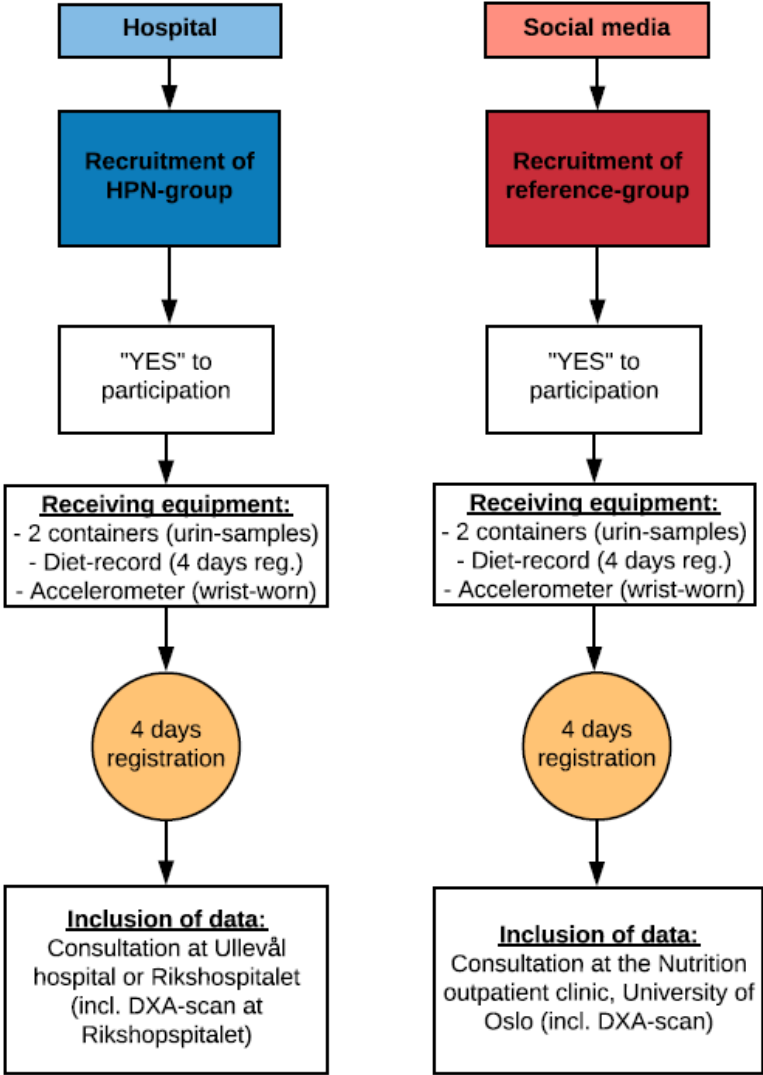 Hospital
Recruitment of
HPN-group
"YES" to
participation
Receiving equipment:
- 2 containers (urin-samples)
- Diet-record (4 days reg.)
- Accelerometer (wrist-worn)
4 days
registration
Inclusion of data:
Consultation at Ullevål
hospital or Rikshospitalet
(incl. DXA-scan at
Rikshopspitalet)
Social media
Recruitment of
reference-group
"YES" to
participation
Receiving equipment:
- 2 containers (urin-samples)
- Diet-record (4 days reg.)
- Accelerometer (wrist-worn)
4 days
registration
Inclusion of data:
Consultation at the Nutrition
outpatient clinic, University of
Oslo (incl. DXA-scan)